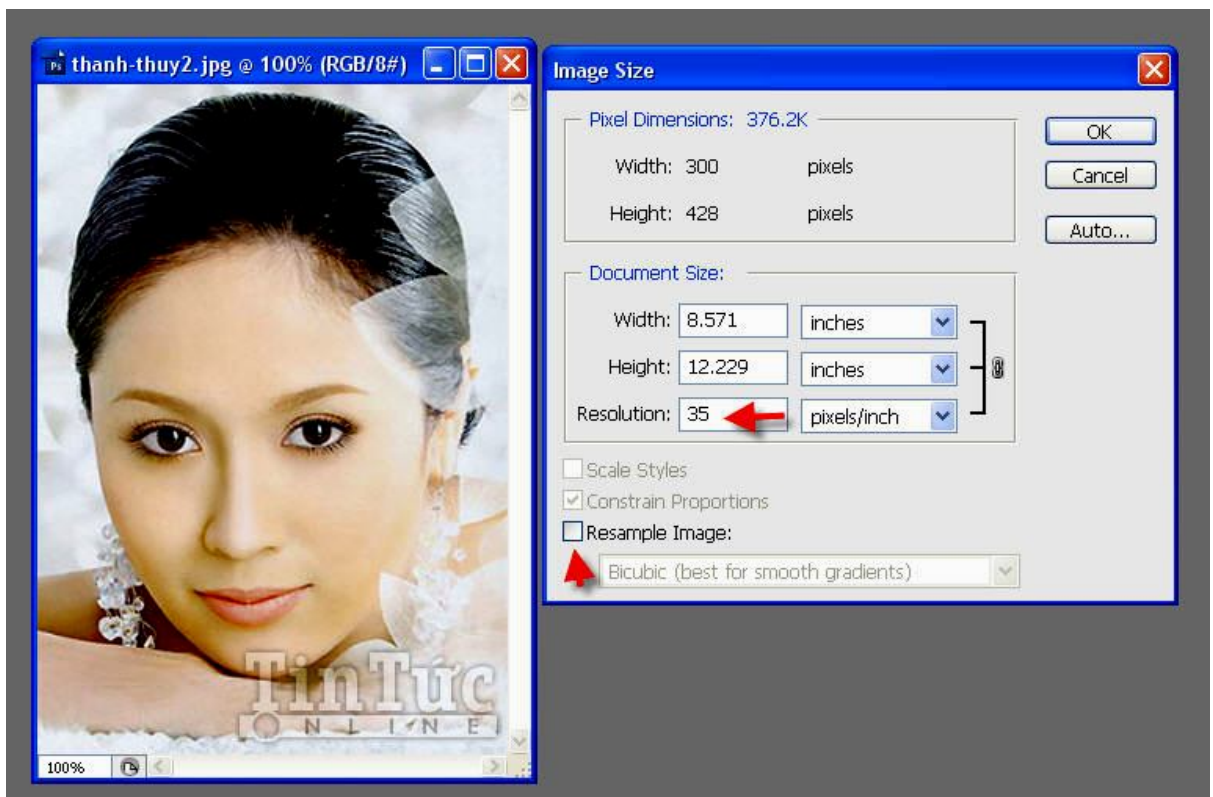 thanh-thuy2.jpg @ 100% (RGB/8#)
TinTức
ONLINE
100%
Image Size
Pixel Dimensions: 376.2K
Width: 300 pixels
Height: 428 pixels
Document Size:
Width: 8.571 inches
Height: 12.229 inches
Resolution: 35 pixels/inch
Scale Styles
Constrain Proportions
Resample Image:
Bicubic (best for smooth gradients)
OK
Cancel
Auto...